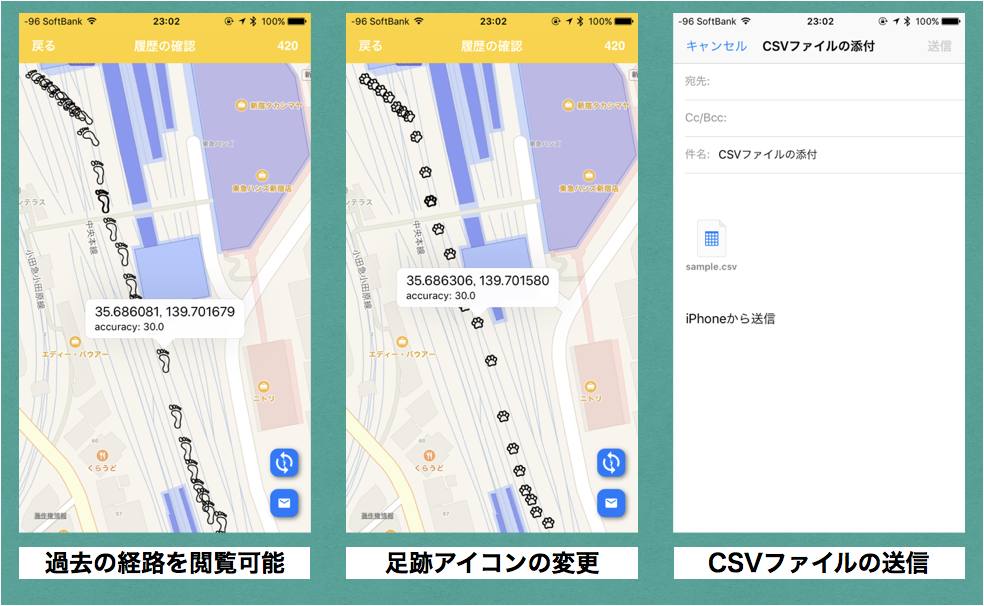 -96 SoftBank 23:02 100%
戻る 履歴の確認 420
新宿タカシマヤ
東急ハンズ
東急ハンズ新宿店
ンテラス
中央本線
小田急小田原線
35.686081, 139.701679
accuracy: 30.0
エディー・バウアー
ニトリ
66
くらうど
67
過去の経路を閲覧可能
-96 SoftBank 23:02 100%
戻る 履歴の確認 420
新宿タカシマヤ
東急ハンズ
東急ハンズ新宿店
ンテラス
中央本線
小田急小田原線
35.686306, 139.701580
accuracy: 30.0
エディー・バウアー
ニトリ
66
くらうど
67
足跡アイコンの変更
-96 SoftBank 23:02 100%
キャンセル CSVファイルの添付 送信
宛先:
Cc/Bcc:
件名: CSVファイルの添付
sample.csv
iPhoneから送信
CSVファイルの送信